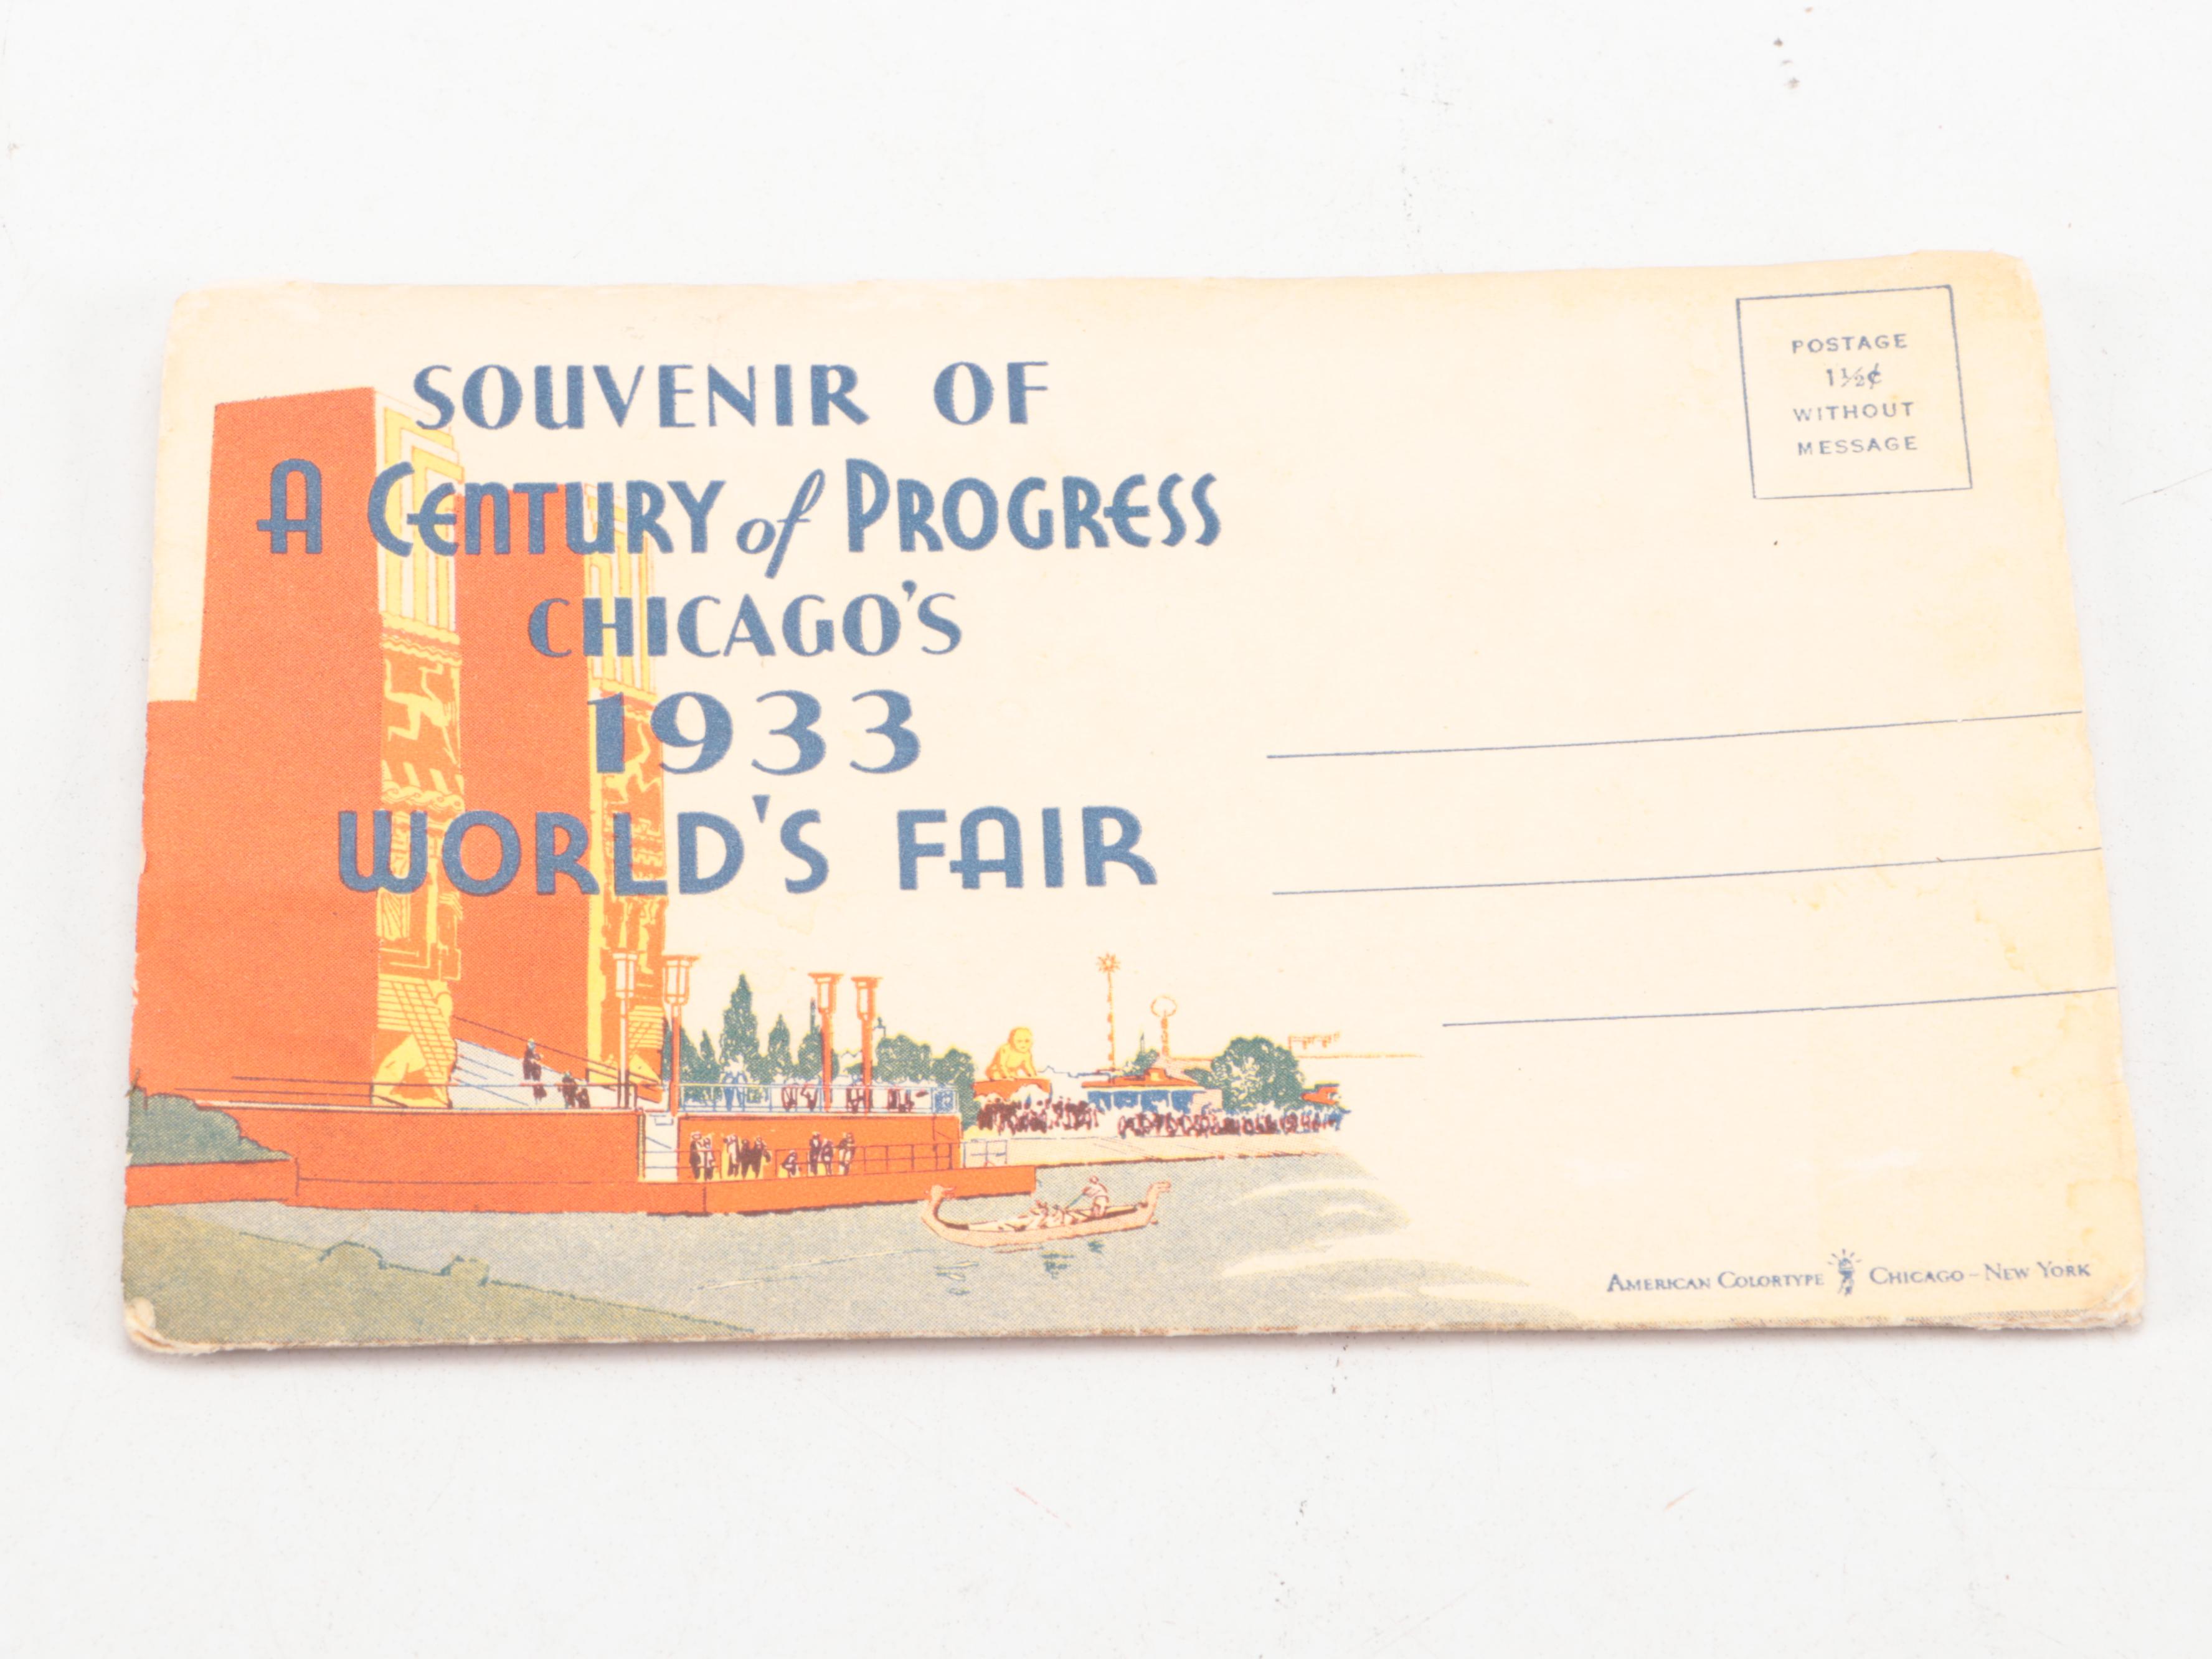 SOUVENIR OF
A CENTURY of PROGRESS
CHICAGO'S
1933
WORLD'S FAIR
POSTAGE
1½¢
WITHOUT
MESSAGE
AMERICAN COLORTYPE CHICAGO - NEW YORK